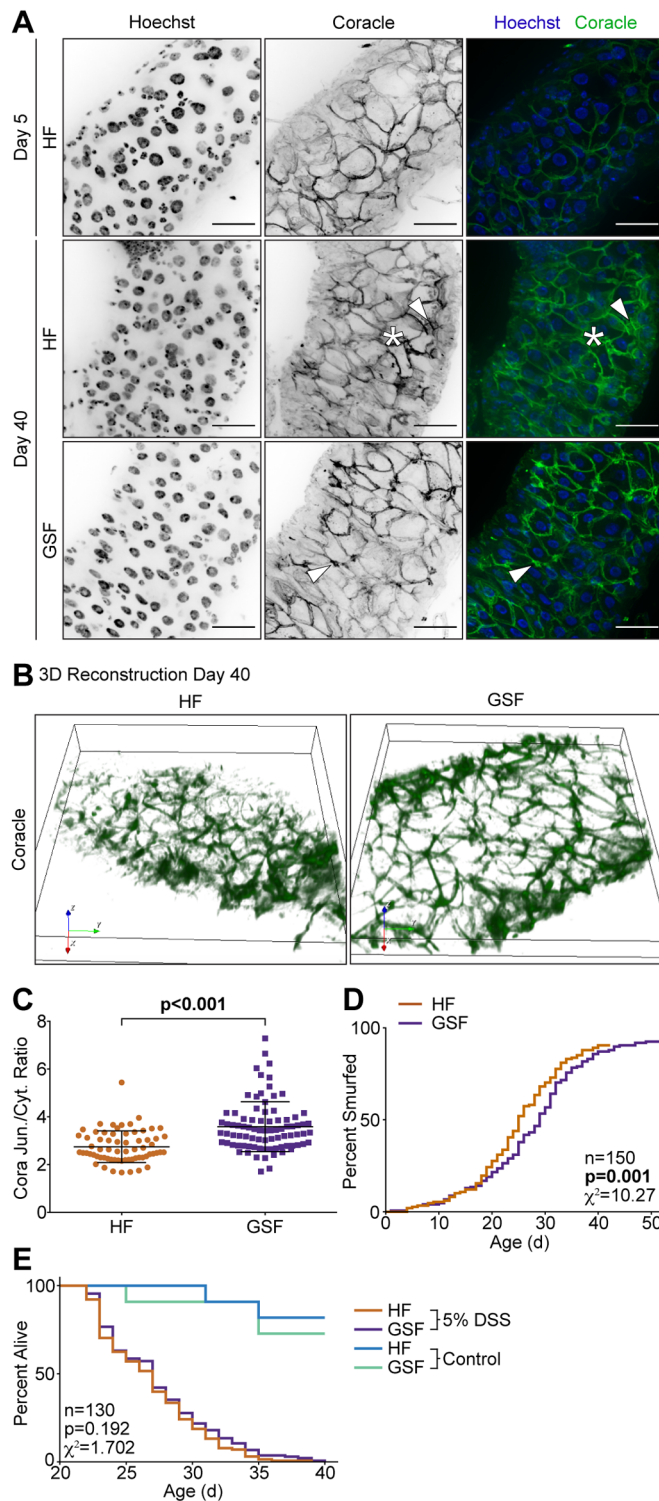 A
Hoechst Coracle Hoechst Coracle
Day 5
HF
Day 40
HF
GSF
*
*
B 3D Reconstruction Day 40
HF GSF
Coracle
z
y
x
z
y
x
C
p<0.001
Cora Jun./Cyt. Ratio
8
6
4
2
0
HF GSF
D
HF
GSF
Percent Smurfed
100
50
0
n=150
p=0.001
χ²=10.27
0 10 20 30 40 50
Age (d)
E
Percent Alive
100
50
0
n=130
p=0.192
χ²=1.702
20 25 30 35 40
Age (d)
HF
GSF
5% DSS
HF
GSF
Control